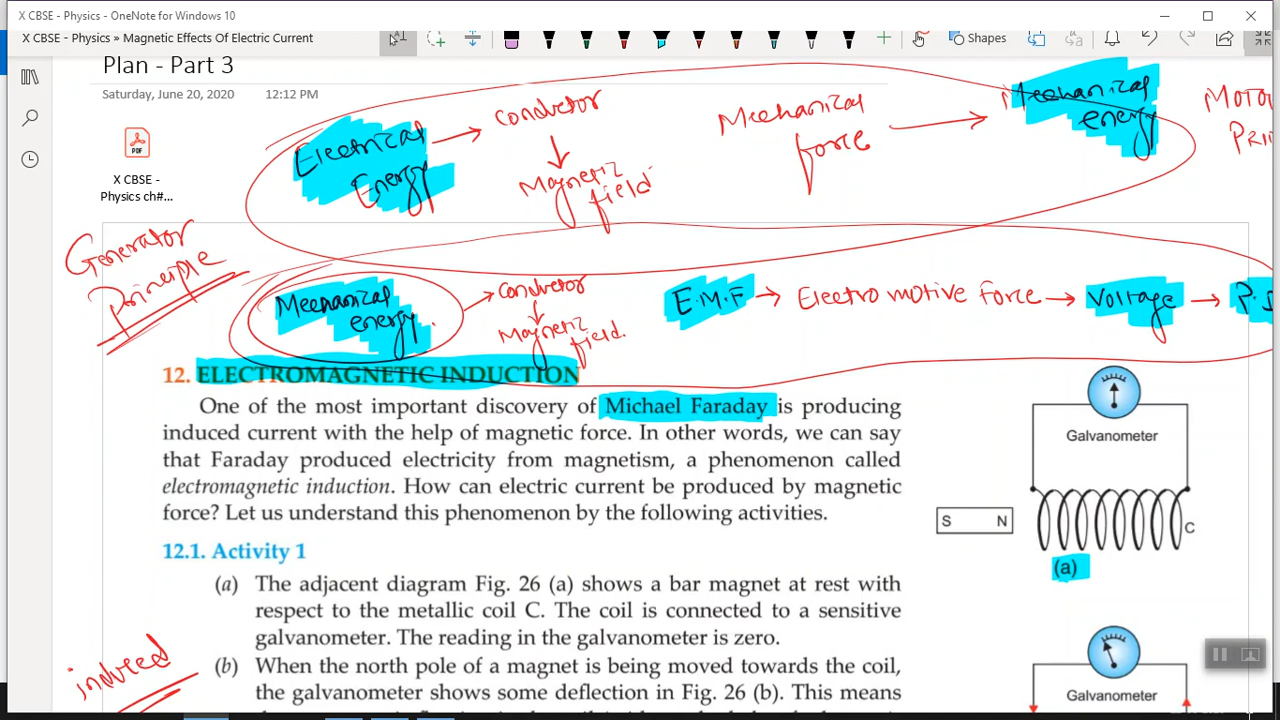 X CBSE - Physics - OneNote for Windows 10
X CBSE - Physics » Magnetic Effects Of Electric Current
Shapes
Plan - Part 3
Saturday, June 20, 2020 12:12 PM
PDF
X CBSE -
Physics ch#...
Electrical
Energy
Conductor
Magnetic
field
Mechanical
force
Mechanical
energy
MOTOR
PRI
Generator
principle
Mechanical
energy.
Conductor
Magnetic
field.
E.M.F → Electro motive force → Voltage → P.
12. ELECTROMAGNETIC INDUCTION
One of the most important discovery of Michael Faraday is producing
induced current with the help of magnetic force. In other words, we can say
that Faraday produced electricity from magnetism, a phenomenon called
electromagnetic induction. How can electric current be produced by magnetic
force? Let us understand this phenomenon by the following activities.
Galvanometer
S N
C
(a)
12.1. Activity 1
(a) The adjacent diagram Fig. 26 (a) shows a bar magnet at rest with
respect to the metallic coil C. The coil is connected to a sensitive
galvanometer. The reading in the galvanometer is zero.
(b) When the north pole of a magnet is being moved towards the coil,
the galvanometer shows some deflection in Fig. 26 (b). This means
Galvanometer